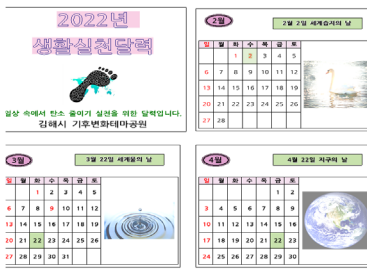 2022년
생활실천달력
일상 속에서 탄소 줄이기 실천을 위한 달력입니다.
김해시 기후변화테마공원
2월
2월 2일 세계습지의 날
일 월 화 수 목 금 토
1 2 3 4 5
6 7 8 9 10 11 12
13 14 15 16 17 18 19
20 21 22 23 24 25 26
27 28
3월
3월 22일 세계물의 날
일 월 화 수 목 금 토
1 2 3 4 5
6 7 8 9 10 11 12
13 14 15 16 17 18 19
20 21 22 23 24 25 26
27 28 29 30 31
4월
4월 22일 지구의 날
일 월 화 수 목 금 토
1 2
3 4 5 6 7 8 9
10 11 12 13 14 15 16
17 18 19 20 21 22 23
24 25 26 27 28 29 30